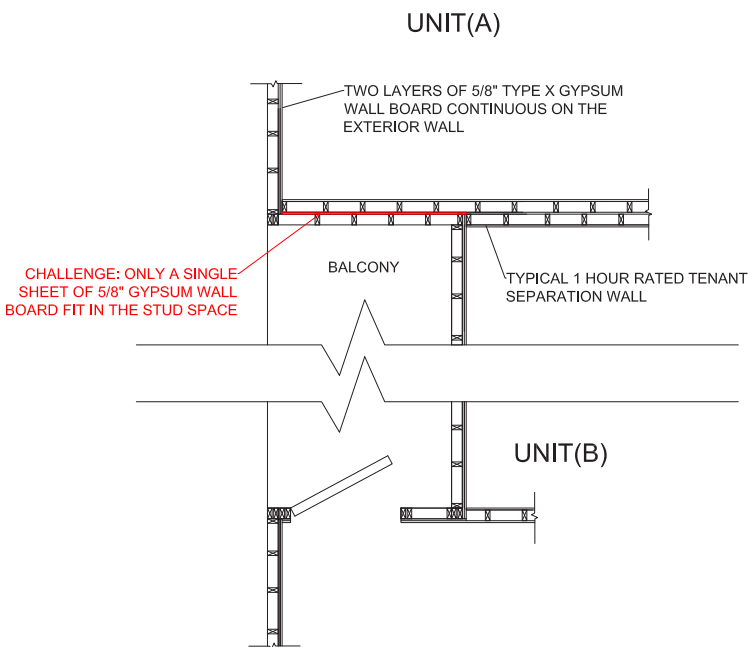 UNIT(A)
TWO LAYERS OF 5/8" TYPE X GYPSUM
WALL BOARD CONTINUOUS ON THE
EXTERIOR WALL
CHALLENGE: ONLY A SINGLE
SHEET OF 5/8" GYPSUM WALL
BOARD FIT IN THE STUD SPACE
BALCONY
TYPICAL 1 HOUR RATED TENANT
SEPARATION WALL
UNIT(B)